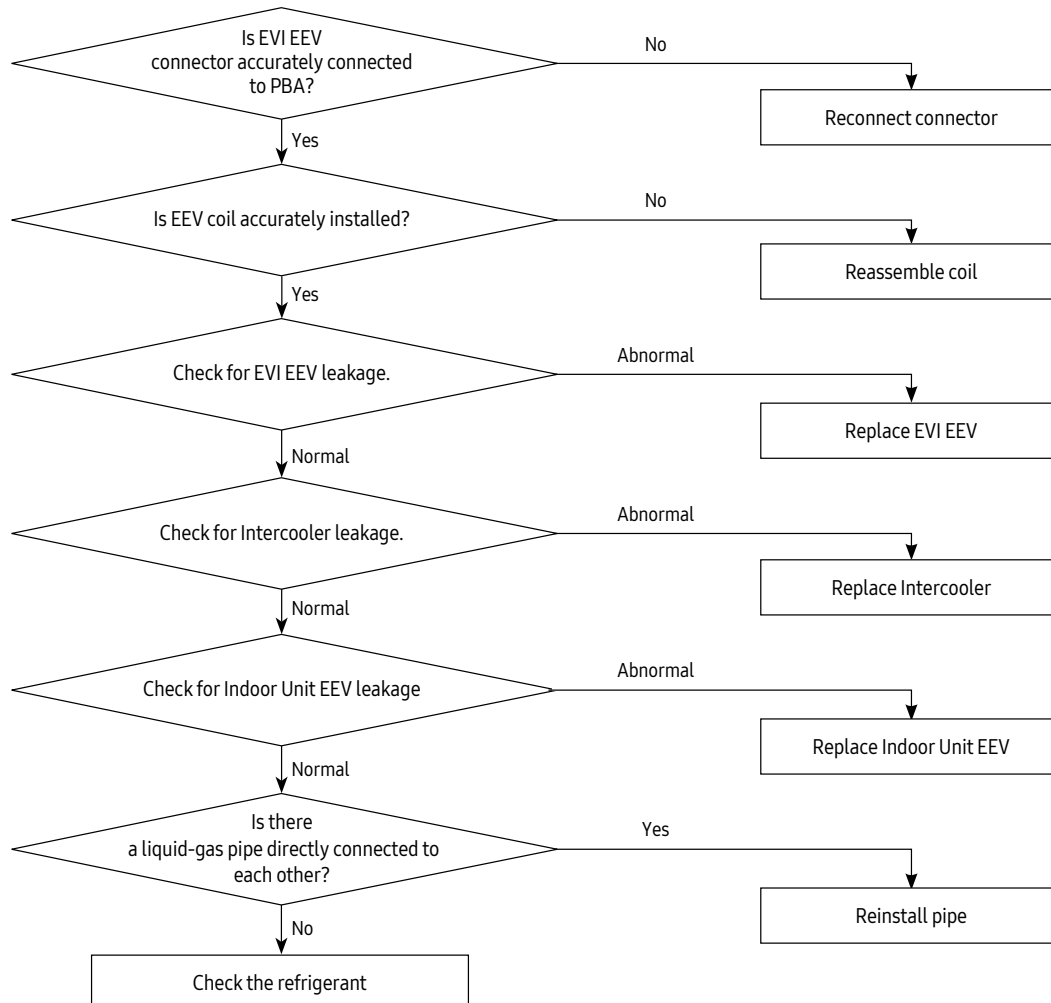 Is EVI EEV
connector accurately connected
to PBA?
No
Reconnect connector
Yes
Is EEV coil accurately installed?
No
Reassemble coil
Yes
Check for EVI EEV leakage.
Abnormal
Replace EVI EEV
Normal
Check for Intercooler leakage.
Abnormal
Replace Intercooler
Normal
Check for Indoor Unit EEV leakage
Abnormal
Replace Indoor Unit EEV
Normal
Is there
a liquid-gas pipe directly connected to
each other?
Yes
Reinstall pipe
No
Check the refrigerant